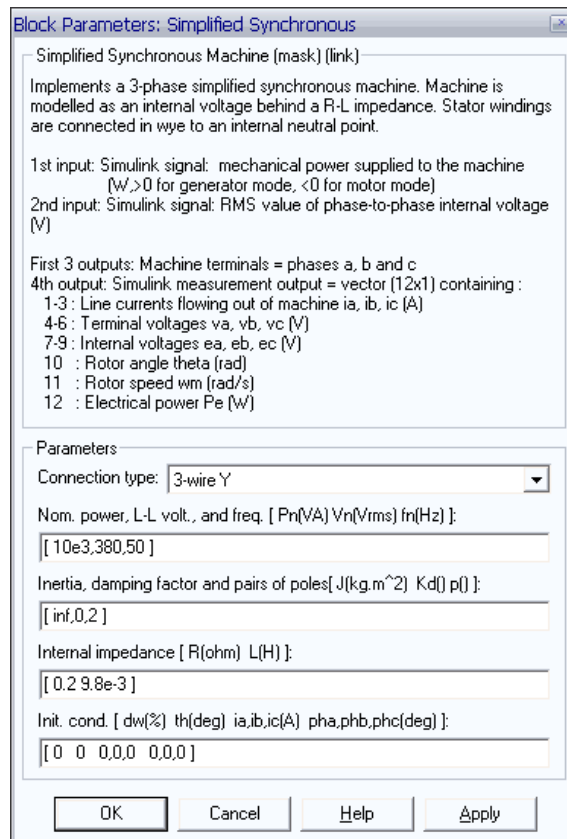 Block Parameters: Simplified Synchronous
Simplified Synchronous Machine (mask) (link)
Implements a 3-phase simplified synchronous machine. Machine is
modelled as an internal voltage behind a R-L impedance. Stator windings
are connected in wye to an internal neutral point.
1st input: Simulink signal: mechanical power supplied to the machine
(W,>0 for generator mode, <0 for motor mode)
2nd input: Simulink signal: RMS value of phase-to-phase internal voltage
(V)
First 3 outputs: Machine terminals = phases a, b and c
4th output: Simulink measurement output = vector (12x1) containing :
1-3 : Line currents flowing out of machine ia, ib, ic (A)
4-6 : Terminal voltages va, vb, vc (V)
7-9 : Internal voltages ea, eb, ec (V)
10 : Rotor angle theta (rad)
11 : Rotor speed wm (rad/s)
12 : Electrical power Pe (W)
Parameters
Connection type: 3-wire Y
Nom. power, L-L volt., and freq. [ Pn(VA) Vn(Vrms) fn(Hz) ]:
[ 10e3,380,50 ]
Inertia, damping factor and pairs of poles[ J(kg.m^2) Kd() p() ]:
[ inf,0,2 ]
Internal impedance [ R(ohm) L(H) ]:
[ 0.2 9.8e-3 ]
Init. cond. [ dw(%) th(deg) ia,ib,ic(A) pha,phb,phc(deg) ]:
[ 0 0 0,0,0 0,0,0 ]
OK Cancel Help Apply